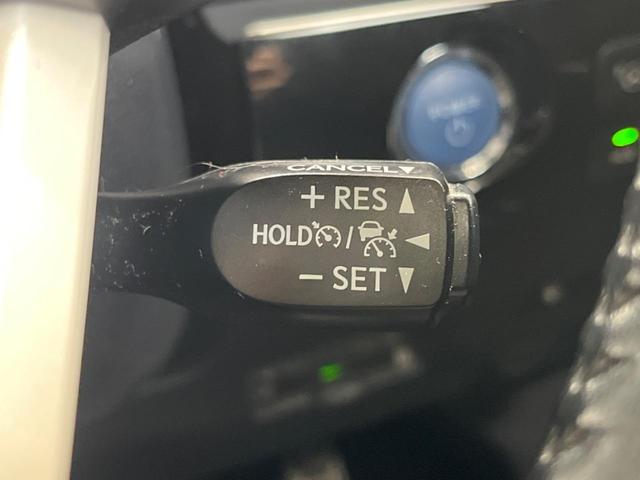 CANCEL▼
+ RES ▲
HOLD / ◀
− SET ▼